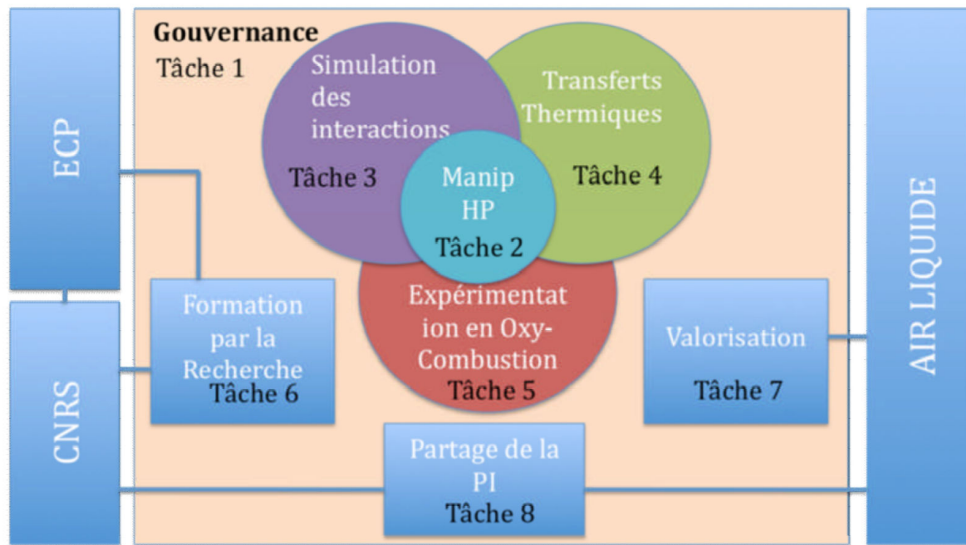 Gouvernance
Tâche 1
Simulation
des
interactions
Tâche 3
Transferts
Thermiques
Tâche 4
Manip
HP
Tâche 2
ECP
CNRS
Formation
par la
Recherche
Tâche 6
Expérimentat
ion en Oxy-
Combustion
Tâche 5
Valorisation
Tâche 7
Partage de la
PI
Tâche 8
AIR LIQUIDE